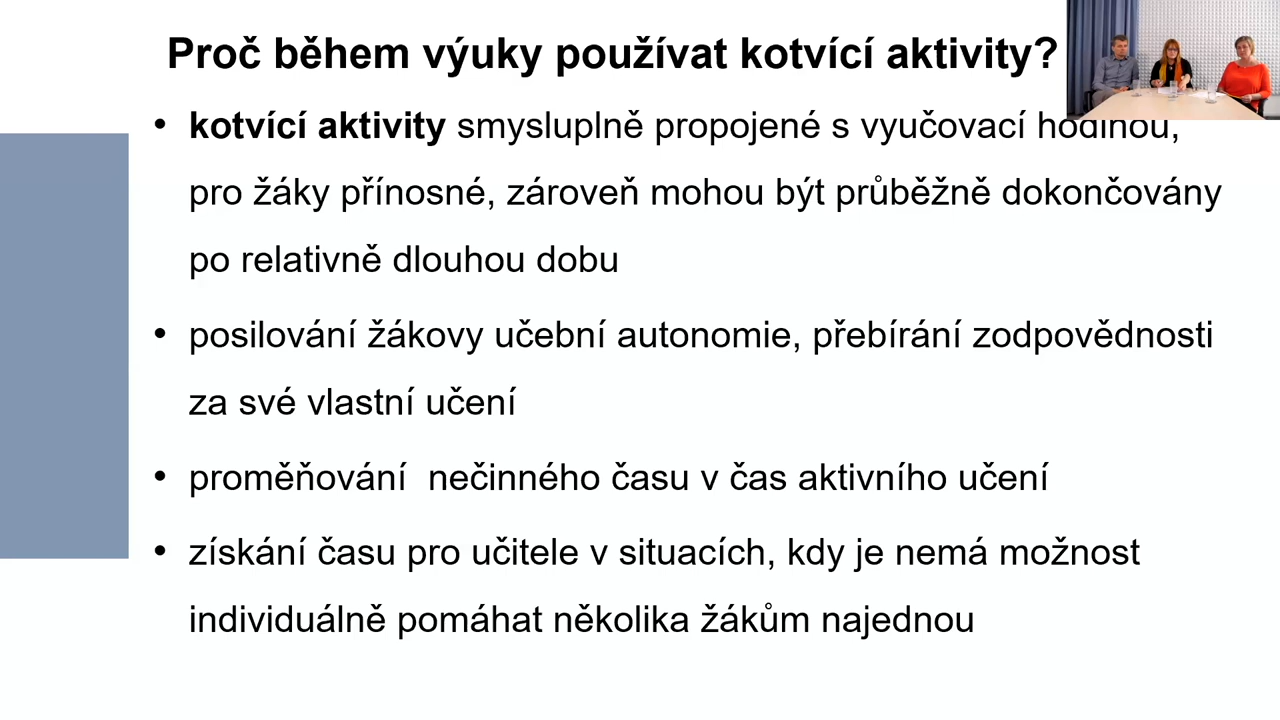 Proč během výuky používat kotvící aktivity?
• kotvící aktivity smysluplně propojené s vyučovací hodinou,
pro žáky přínosné, zároveň mohou být průběžně dokončovány
po relativně dlouhou dobu
• posilování žákovy učební autonomie, přebírání zodpovědnosti
za své vlastní učení
• proměňování  nečinného času v čas aktivního učení
• získání času pro učitele v situacích, kdy je nemá možnost
individuálně pomáhat několika žákům najednou